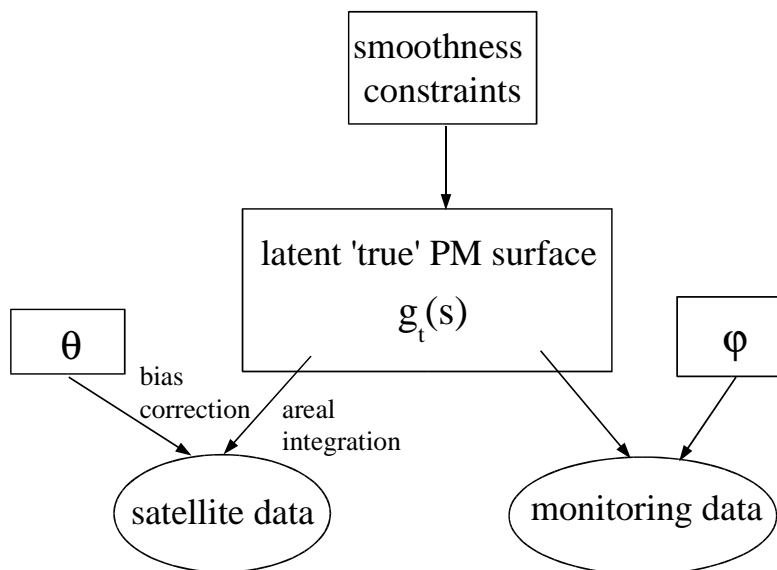 smoothness
constraints
latent 'true' PM surface
g_t(s)
θ
φ
bias
correction
areal
integration
satellite data
monitoring data